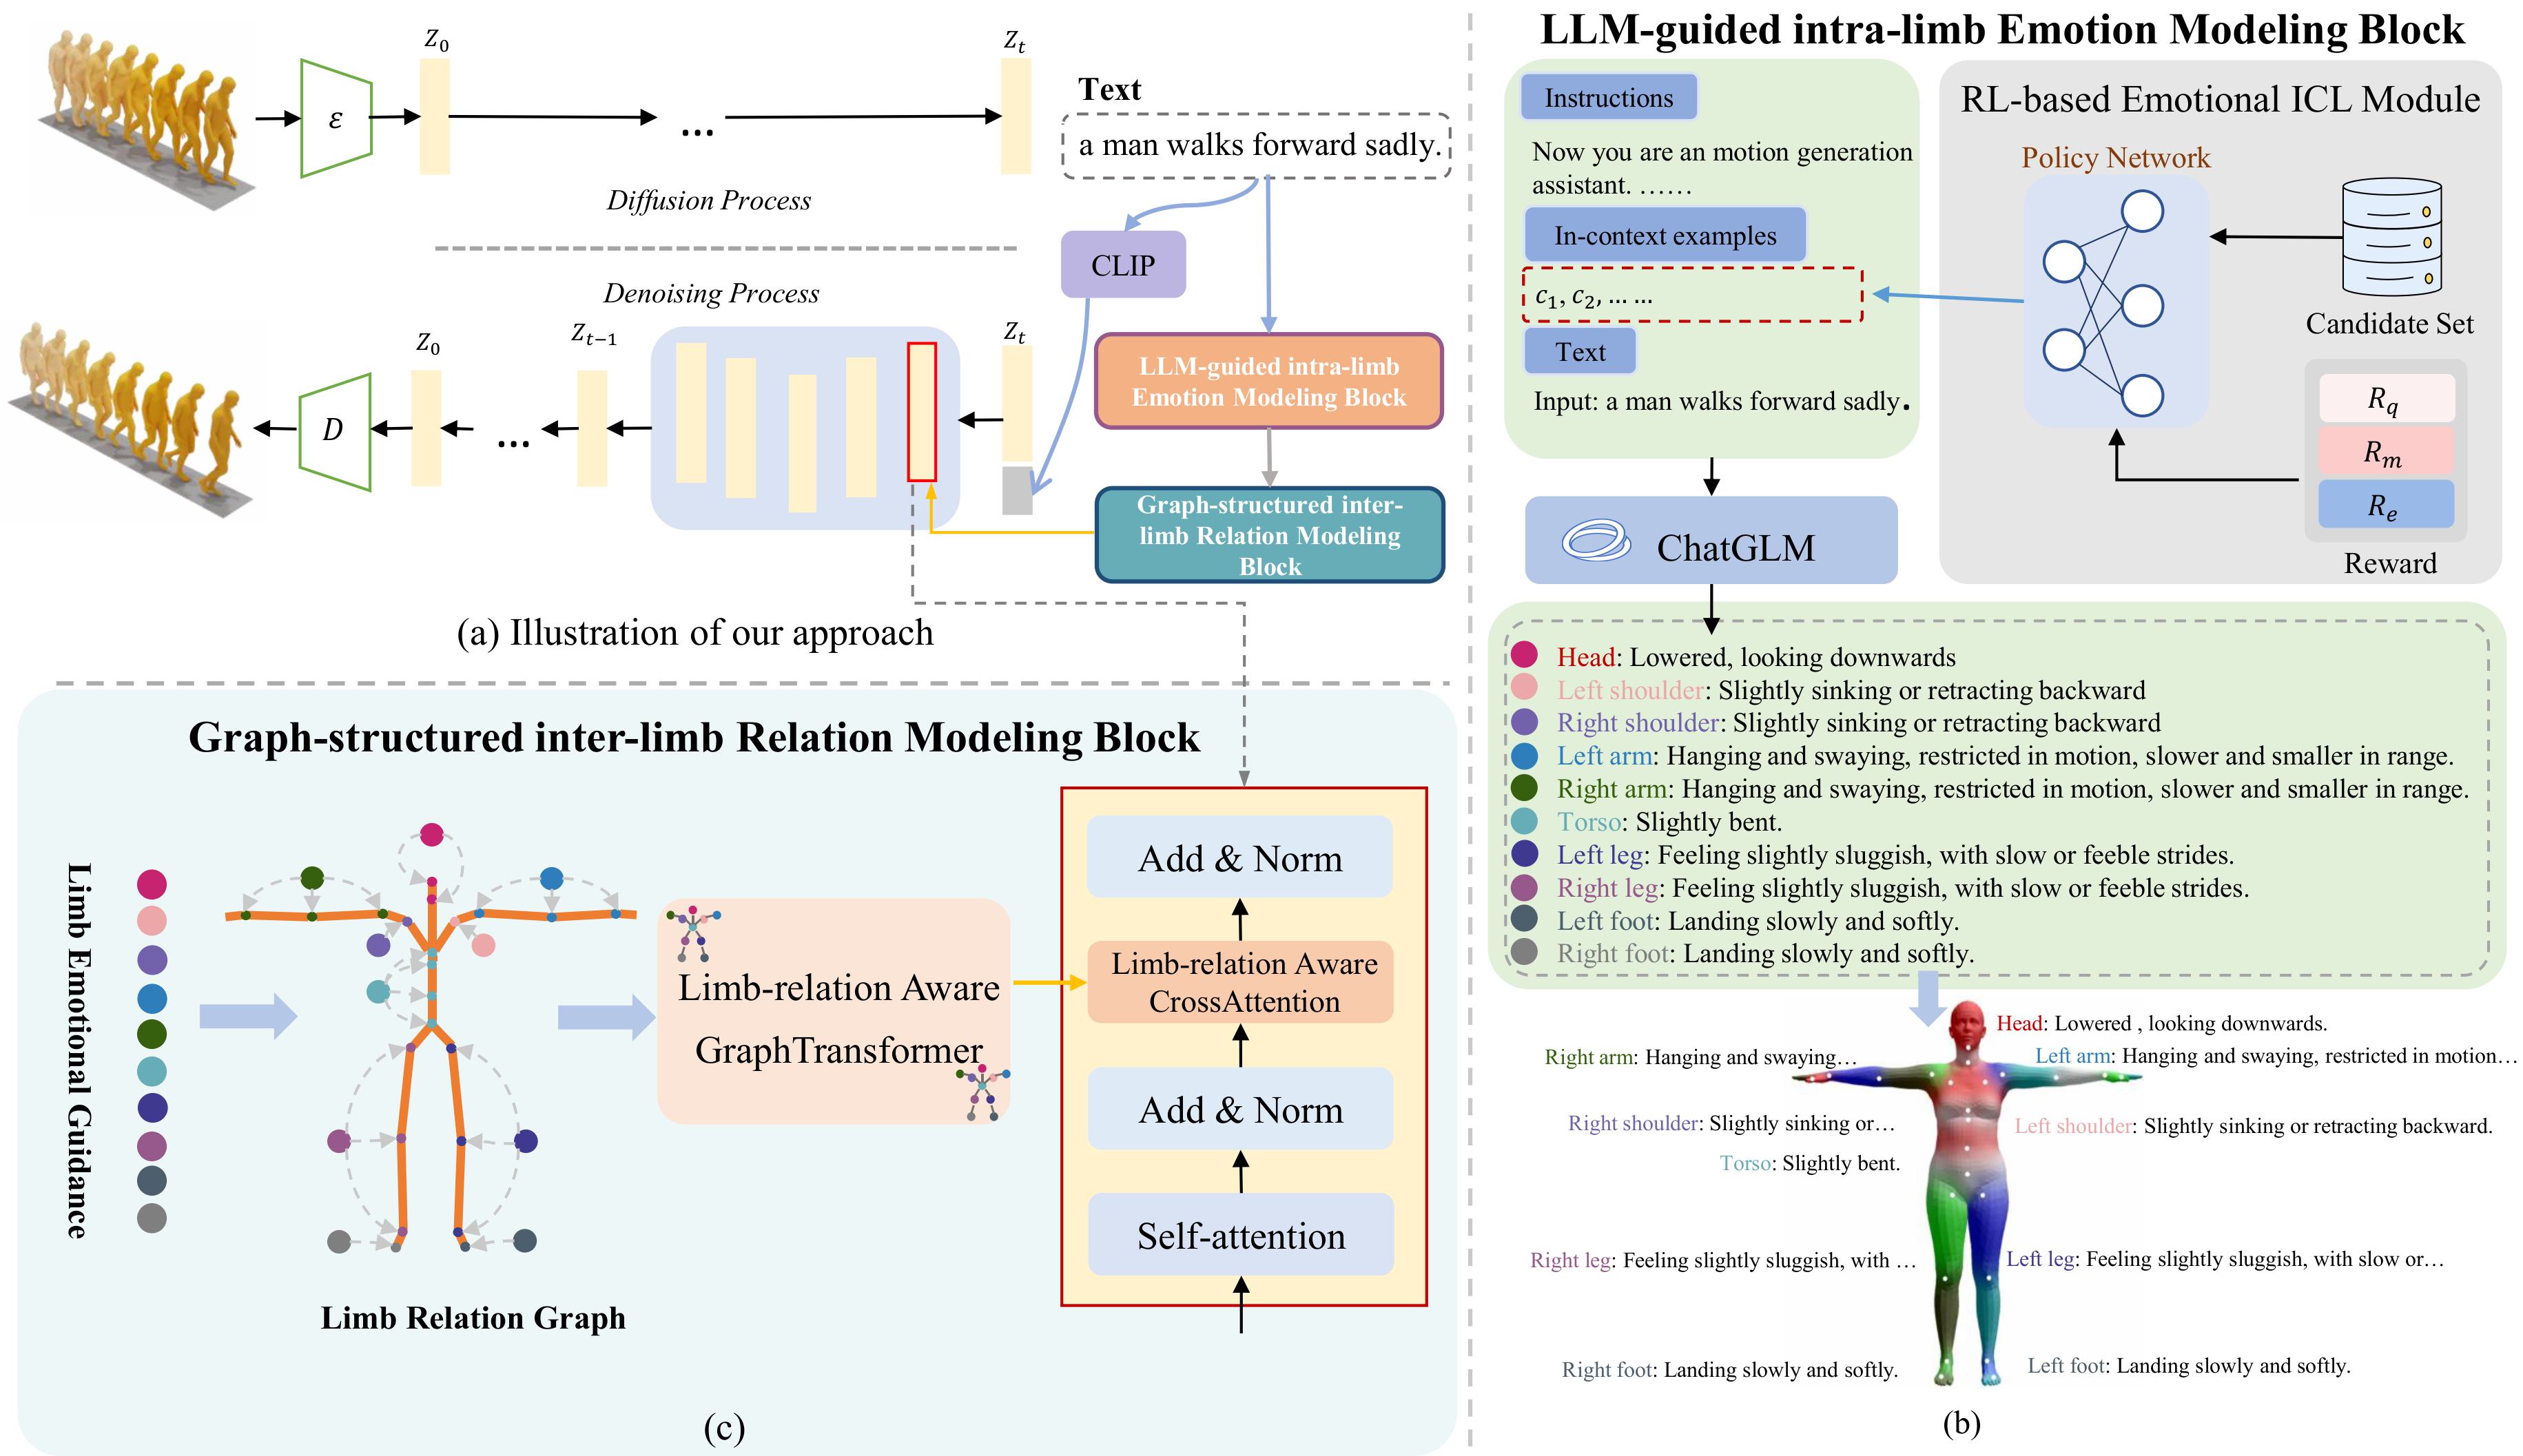 Z₀
Zₜ
ε
...
Diffusion Process
Text
a man walks forward sadly.
CLIP
Denoising Process
Z₀
Zₜ₋₁
Zₜ
D
...
LLM-guided intra-limb
Emotion Modeling Block
Graph-structured inter-
limb Relation Modeling
Block
(a) Illustration of our approach
Graph-structured inter-limb Relation Modeling Block
Limb Emotional Guidance
Limb Relation Graph
Limb-relation Aware
GraphTransformer
Add & Norm
Limb-relation Aware
CrossAttention
Add & Norm
Self-attention
(c)
LLM-guided intra-limb Emotion Modeling Block
Instructions
Now you are an motion generation
assistant. ……
In-context examples
c₁, c₂, ... ...
Text
Input: a man walks forward sadly.
RL-based Emotional ICL Module
Policy Network
Candidate Set
R_q
R_m
R_e
Reward
ChatGLM
Head: Lowered, looking downwards
Left shoulder: Slightly sinking or retracting backward
Right shoulder: Slightly sinking or retracting backward
Left arm: Hanging and swaying, restricted in motion, slower and smaller in range.
Right arm: Hanging and swaying, restricted in motion, slower and smaller in range.
Torso: Slightly bent.
Left leg: Feeling slightly sluggish, with slow or feeble strides.
Right leg: Feeling slightly sluggish, with slow or feeble strides.
Left foot: Landing slowly and softly.
Right foot: Landing slowly and softly.
Head: Lowered , looking downwards.
Right arm: Hanging and swaying…
Left arm: Hanging and swaying, restricted in motion…
Right shoulder: Slightly sinking or…
Left shoulder: Slightly sinking or retracting backward.
Torso: Slightly bent.
Right leg: Feeling slightly sluggish, with …
Left leg: Feeling slightly sluggish, with slow or…
Right foot: Landing slowly and softly.
Left foot: Landing slowly and softly.
(b)